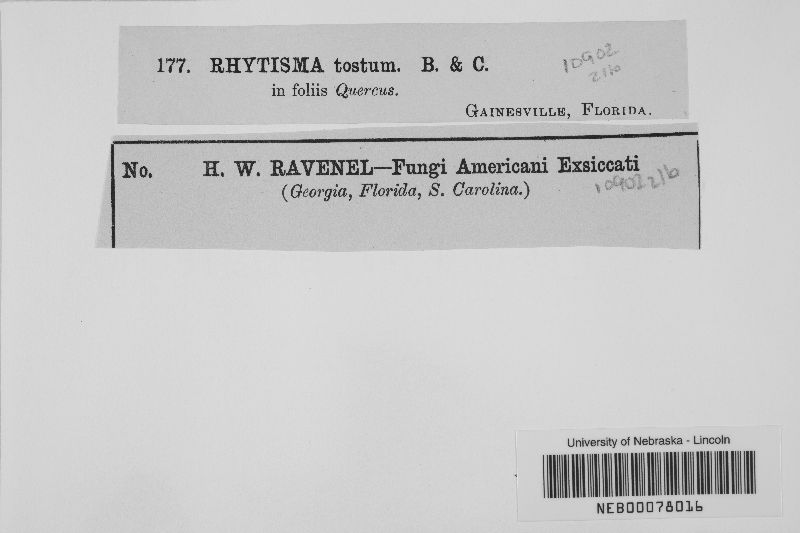 177. RHYTISMA tostum. B. & C.
in foliis Quercus.
GAINESVILLE, FLORIDA.
10902
216
No. H. W. RAVENEL—Fungi Americani Exsiccati
(Georgia, Florida, S. Carolina.)
10902216
University of Nebraska - Lincoln
NEB00078016